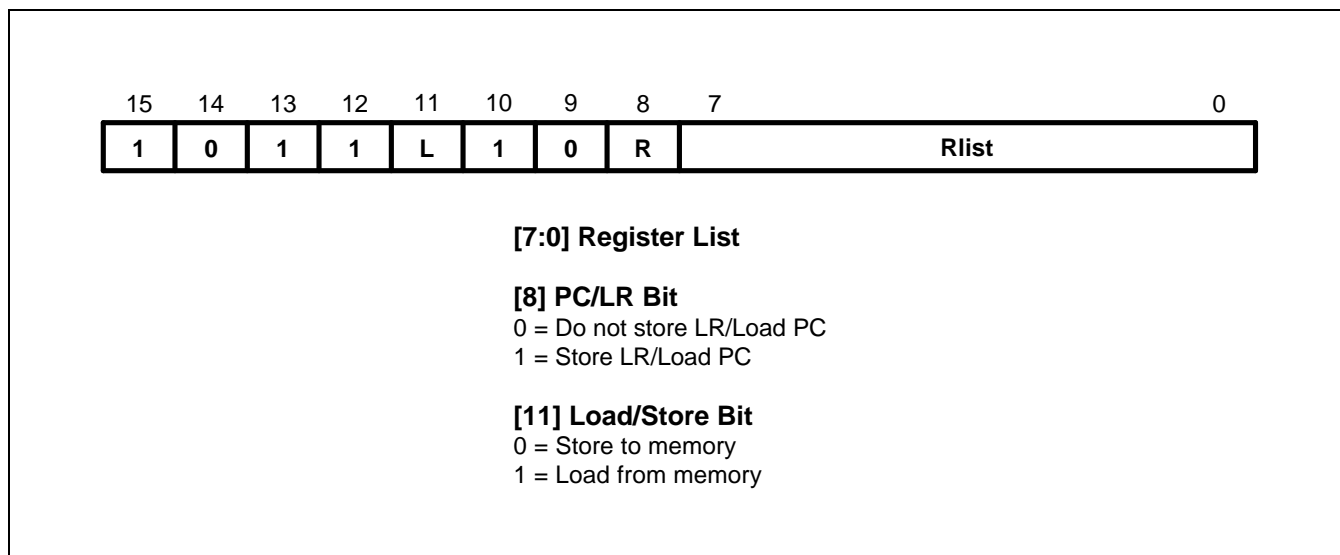 15 14 13 12 11 10 9 8 7 0
1 0 1 1 L 1 0 R Rlist
[7:0] Register List
[8] PC/LR Bit
0 = Do not store LR/Load PC
1 = Store LR/Load PC
[11] Load/Store Bit
0 = Store to memory
1 = Load from memory